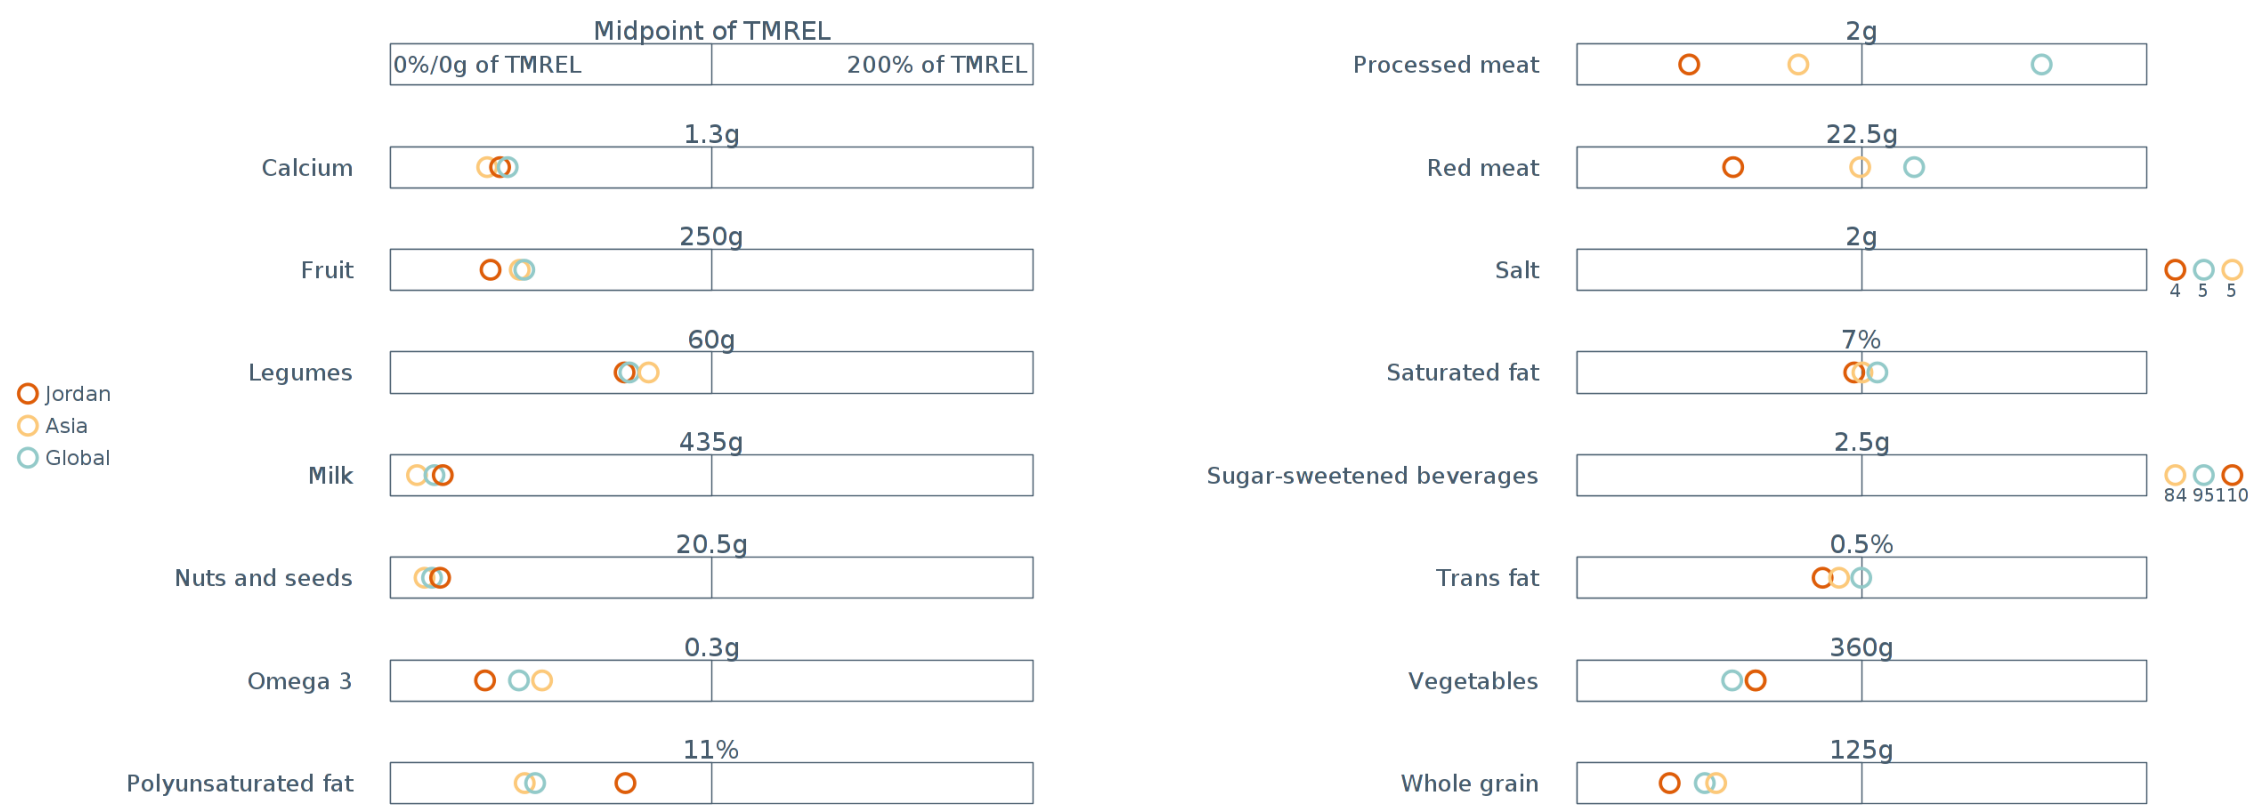 Midpoint of TMREL
0%/0g of TMREL
200% of TMREL
1.3g
Calcium
250g
Fruit
60g
Legumes
435g
Milk
20.5g
Nuts and seeds
0.3g
Omega 3
11%
Polyunsaturated fat
Jordan
Asia
Global
2g
Processed meat
22.5g
Red meat
2g
Salt
4 5 5
7%
Saturated fat
2.5g
Sugar-sweetened beverages
84 95 110
0.5%
Trans fat
360g
Vegetables
125g
Whole grain